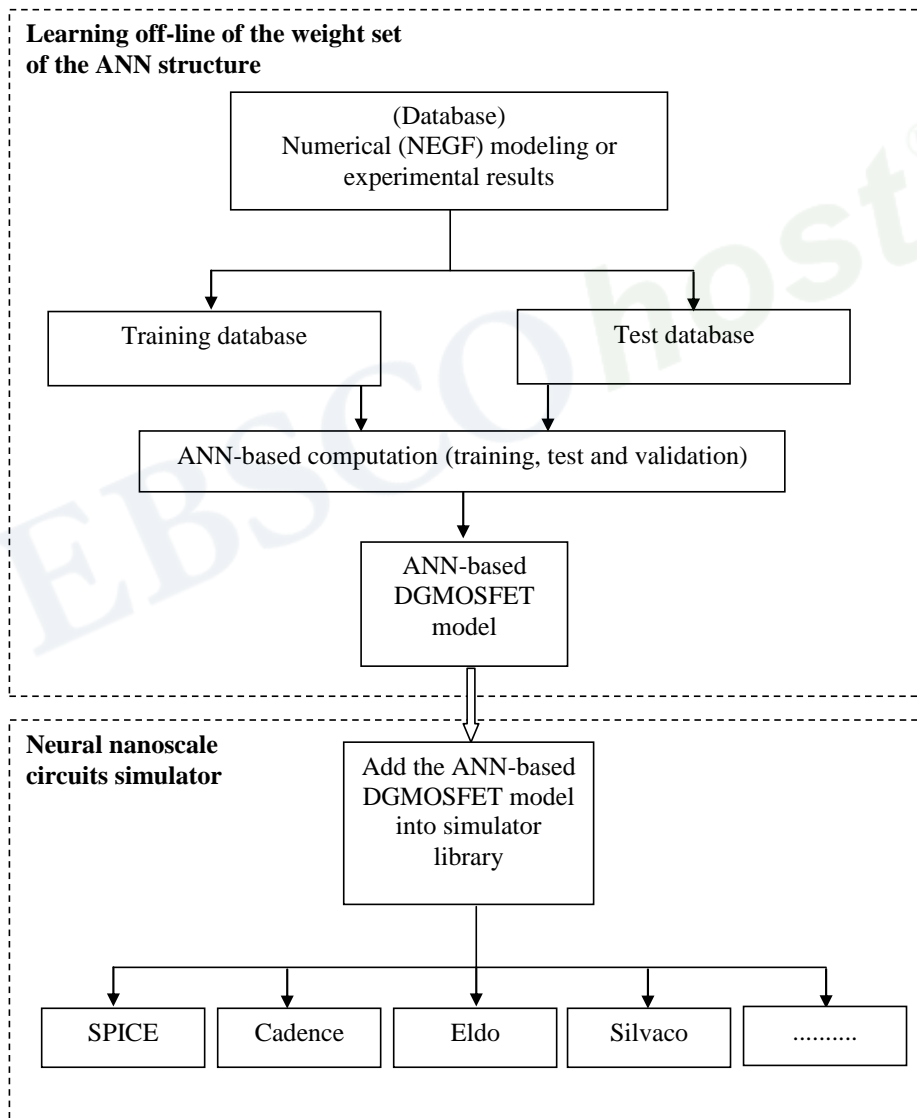 Learning off-line of the weight set
of the ANN structure
(Database)
Numerical (NEGF) modeling or
experimental results
Training database
Test database
ANN-based computation (training, test and validation)
ANN-based
DGMOSFET
model
Neural nanoscale
circuits simulator
Add the ANN-based
DGMOSFET model
into simulator
library
SPICE
Cadence
Eldo
Silvaco
..........
EBSCOhost®